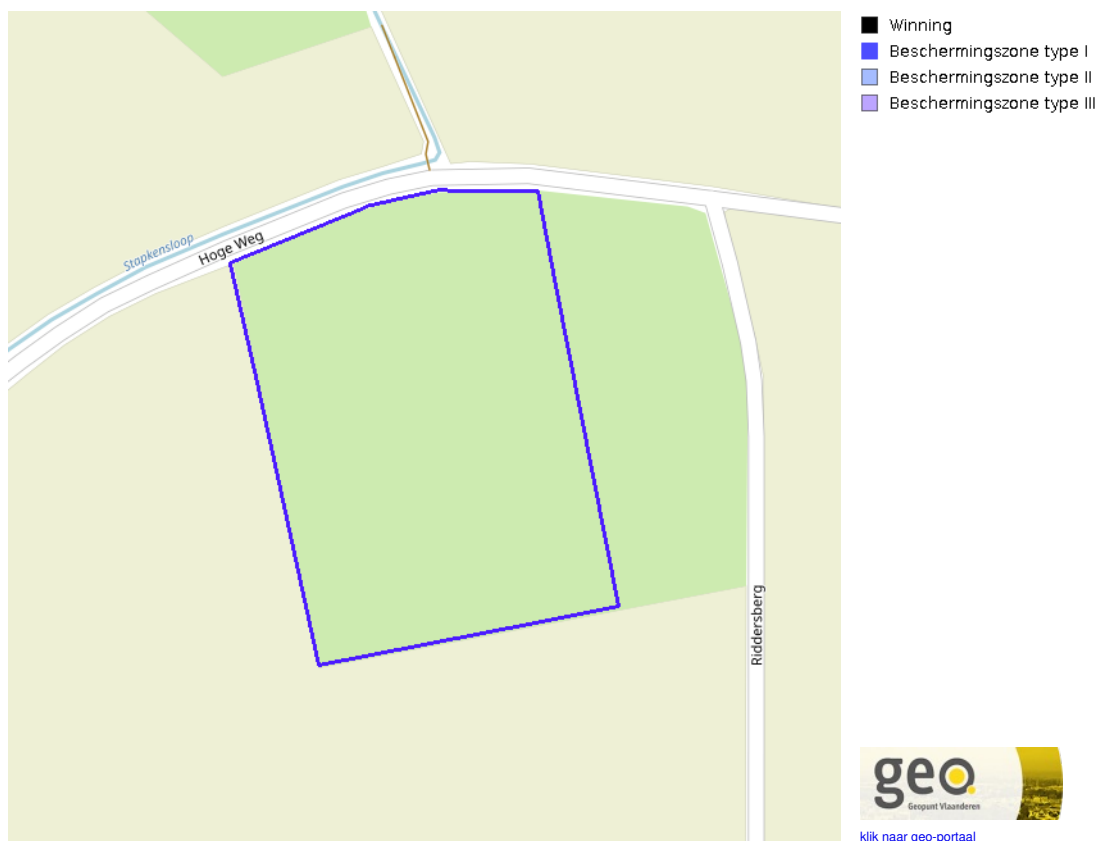 Winning
Beschermingszone type I
Beschermingszone type II
Beschermingszone type III
Stapkensloop
Hoge Weg
Riddersberg
geo
Geopunt Vlaanderen
klik naar geo-portaal